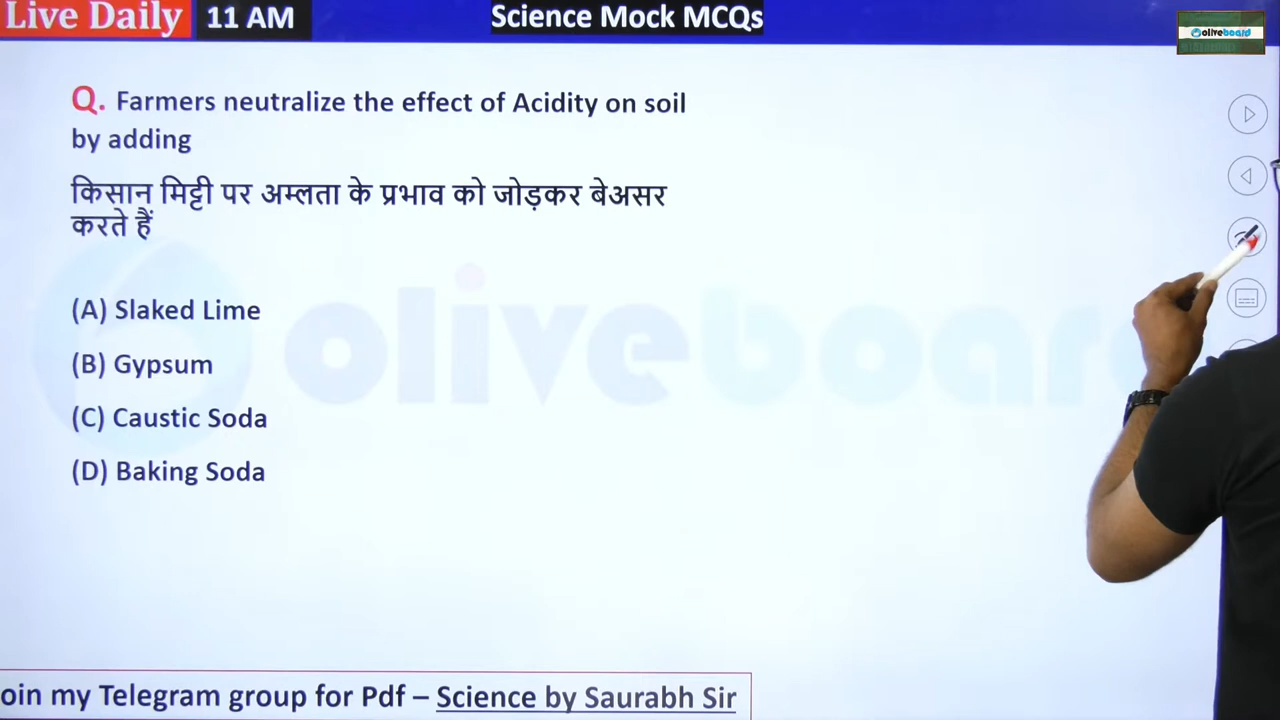 Live Daily 11 AM Science Mock MCQs
oliveboard
Q. Farmers neutralize the effect of Acidity on soil
by adding
किसान मिट्टी पर अम्लता के प्रभाव को जोड़कर बेअसर
करते हैं
oliveboard
(A) Slaked Lime
(B) Gypsum
(C) Caustic Soda
(D) Baking Soda
oin my Telegram group for Pdf – Science by Saurabh Sir